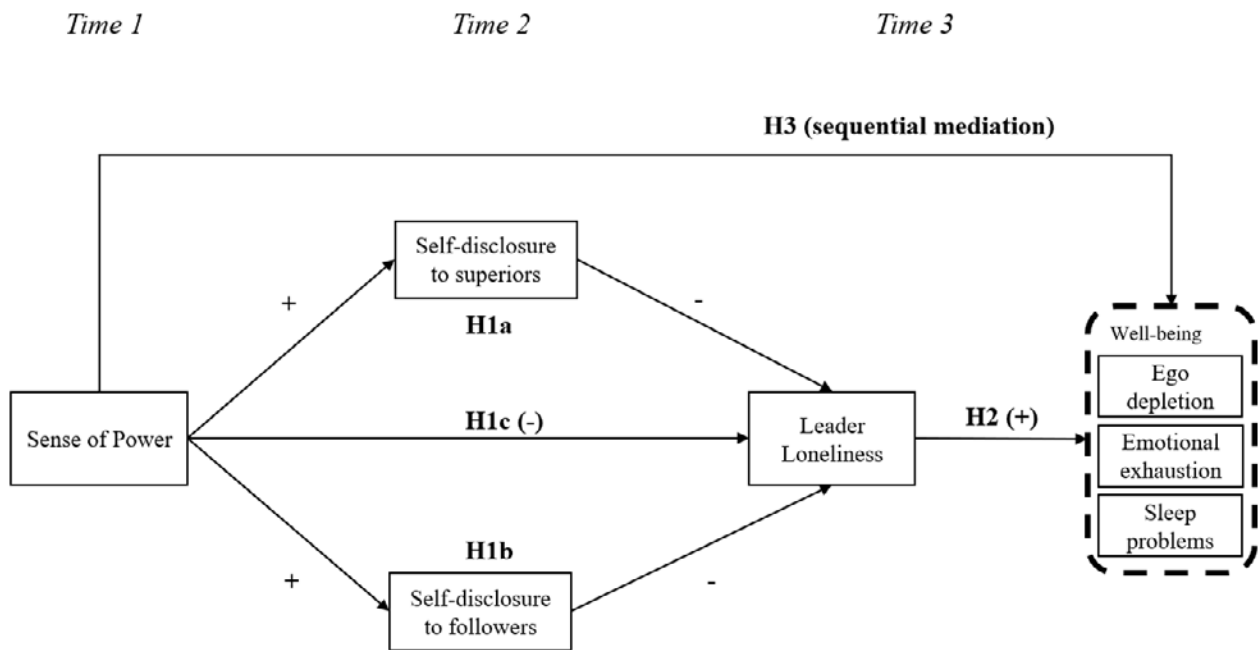 Time 1
Time 2
Time 3
H3 (sequential mediation)
Self-disclosure
to superiors
+
-
H1a
Well-being
Ego
depletion
Sense of Power
H1c (-)
Leader
Loneliness
H2 (+)
Emotional
exhaustion
Sleep
problems
H1b
+
-
Self-disclosure
to followers